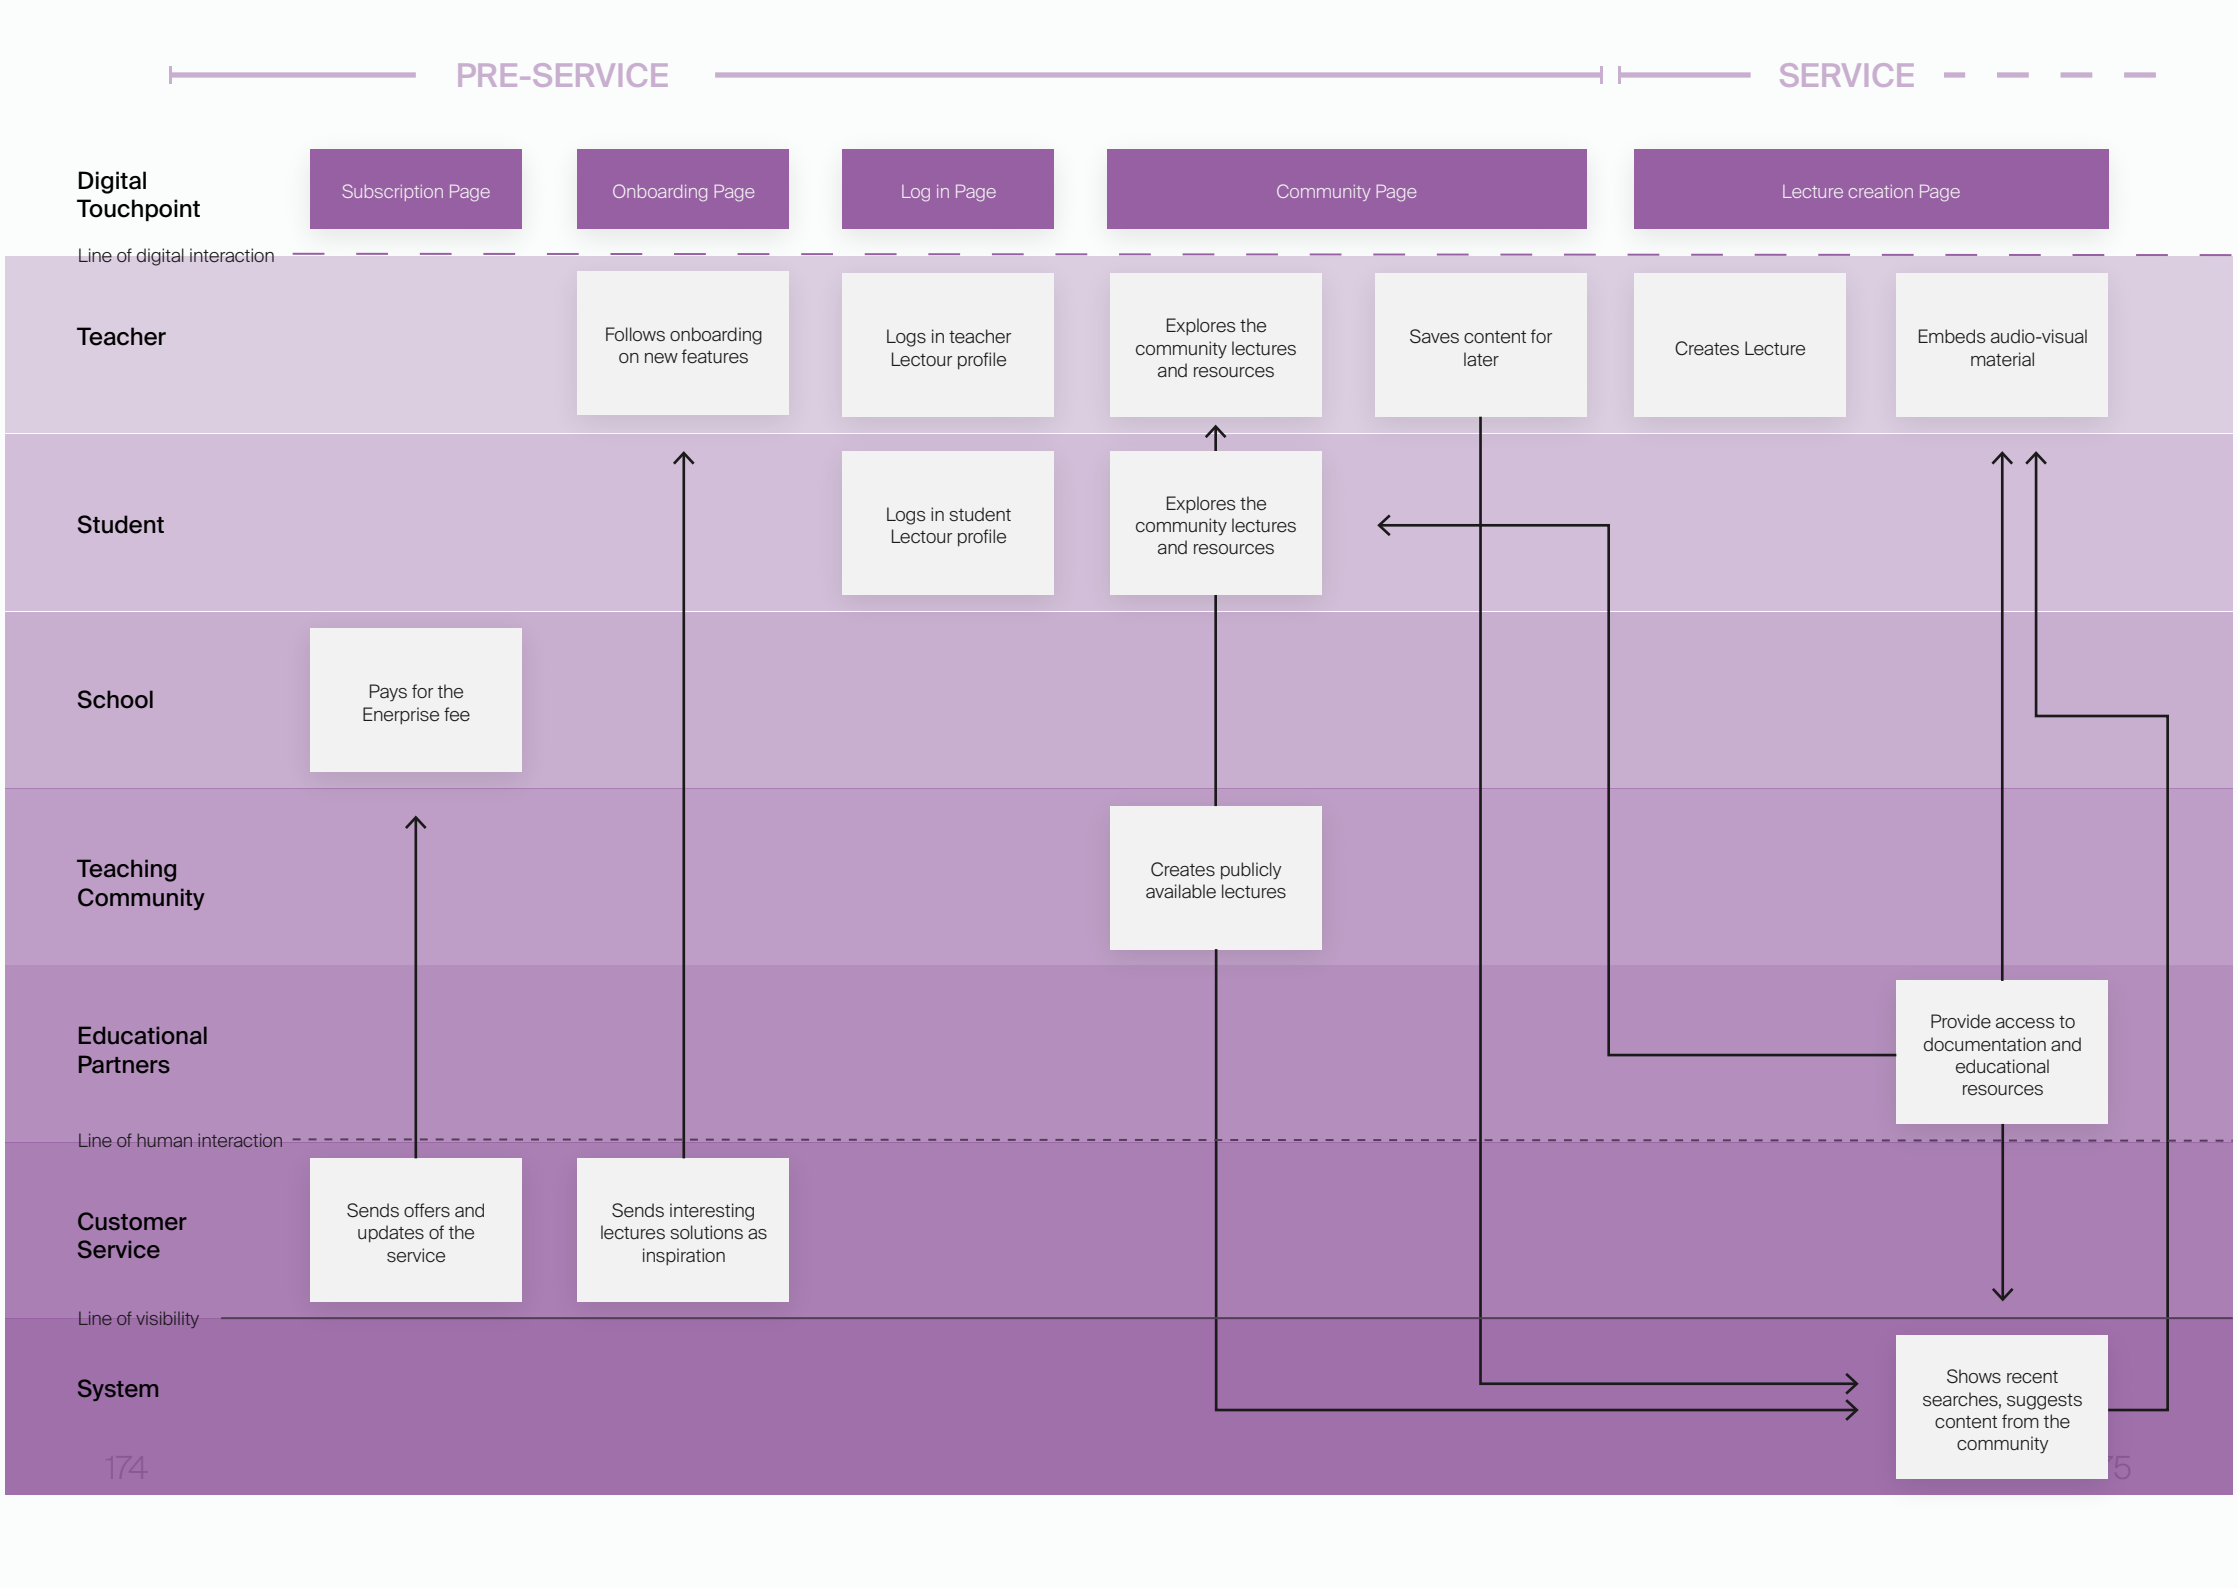 PRE-SERVICE
SERVICE
Digital
Touchpoint
Subscription Page
Onboarding Page
Log in Page
Community Page
Lecture creation Page
Line of digital interaction
Teacher
Follows onboarding
on new features
Logs in teacher
Lectour profile
Explores the
community lectures
and resources
Saves content for
later
Creates Lecture
Embeds audio-visual
material
Student
Logs in student
Lectour profile
Explores the
community lectures
and resources
School
Pays for the
Enerprise fee
Teaching
Community
Creates publicly
available lectures
Educational
Partners
Provide access to
documentation and
educational
resources
Line of human interaction
Customer
Service
Sends offers and
updates of the
service
Sends interesting
lectures solutions as
inspiration
Line of visibility
System
Shows recent
searches, suggests
content from the
community
174